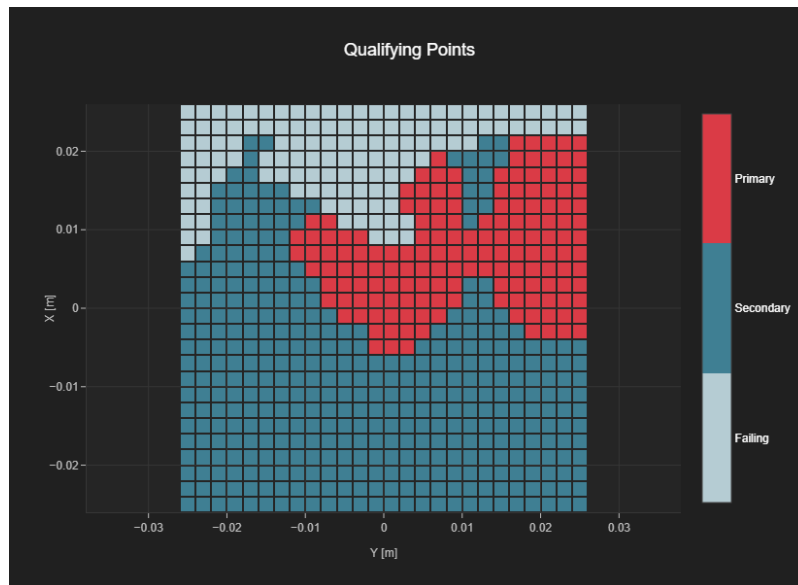 Qualifying Points
0.02
0.01
0
−0.01
−0.02
X [m]
−0.03
−0.02
−0.01
0
0.01
0.02
0.03
Y [m]
Primary
Secondary
Failing